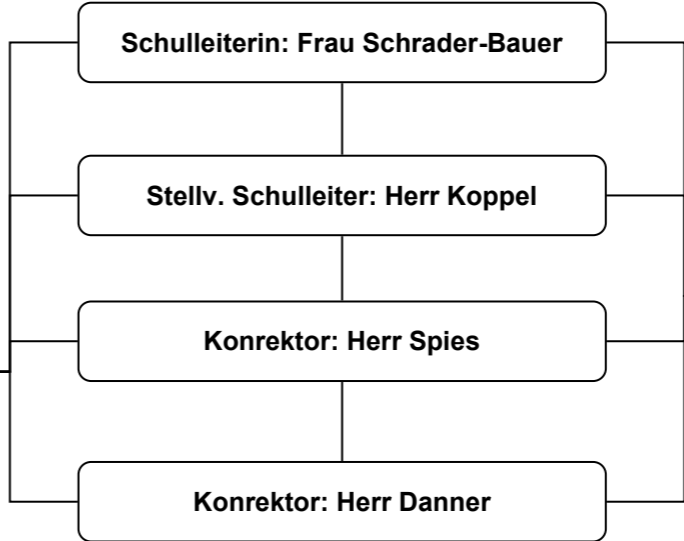 Schulleiterin: Frau Schrader-Bauer
Stellv. Schulleiter: Herr Koppel
Konrektor: Herr Spies
Konrektor: Herr Danner